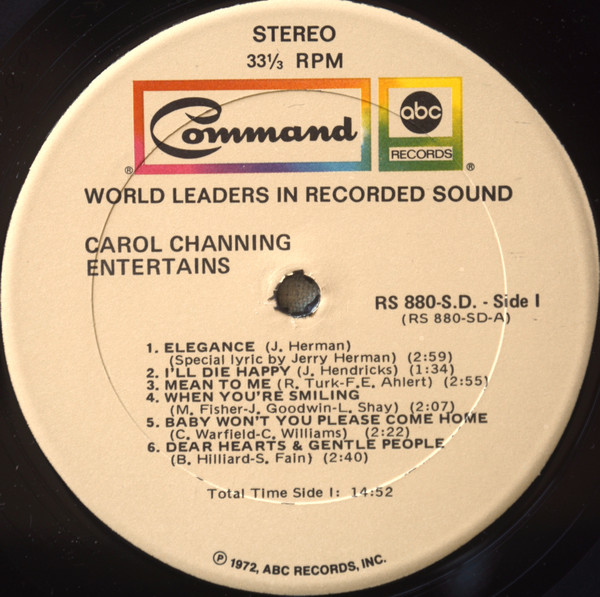 STEREO
33⅓ RPM
Command
abc
RECORDS
® ®
WORLD LEADERS IN RECORDED SOUND
CAROL CHANNING
ENTERTAINS
RS 880-S.D. - Side I
(RS 880-SD-A)
1. ELEGANCE (J. Herman)
(Special lyric by Jerry Herman) (2:59)
2. I'LL DIE HAPPY (J. Hendricks) (1:34)
3. MEAN TO ME (R. Turk-F.E. Ahlert) (2:55)
4. WHEN YOU'RE SMILING
(M. Fisher-J. Goodwin-L. Shay) (2:07)
5. BABY WON'T YOU PLEASE COME HOME
(C. Warfield-C. Williams) (2:22)
6. DEAR HEARTS & GENTLE PEOPLE
(B. Hilliard-S. Fain) (2:40)
Total Time Side I: 14:52
℗ 1972, ABC RECORDS, INC.